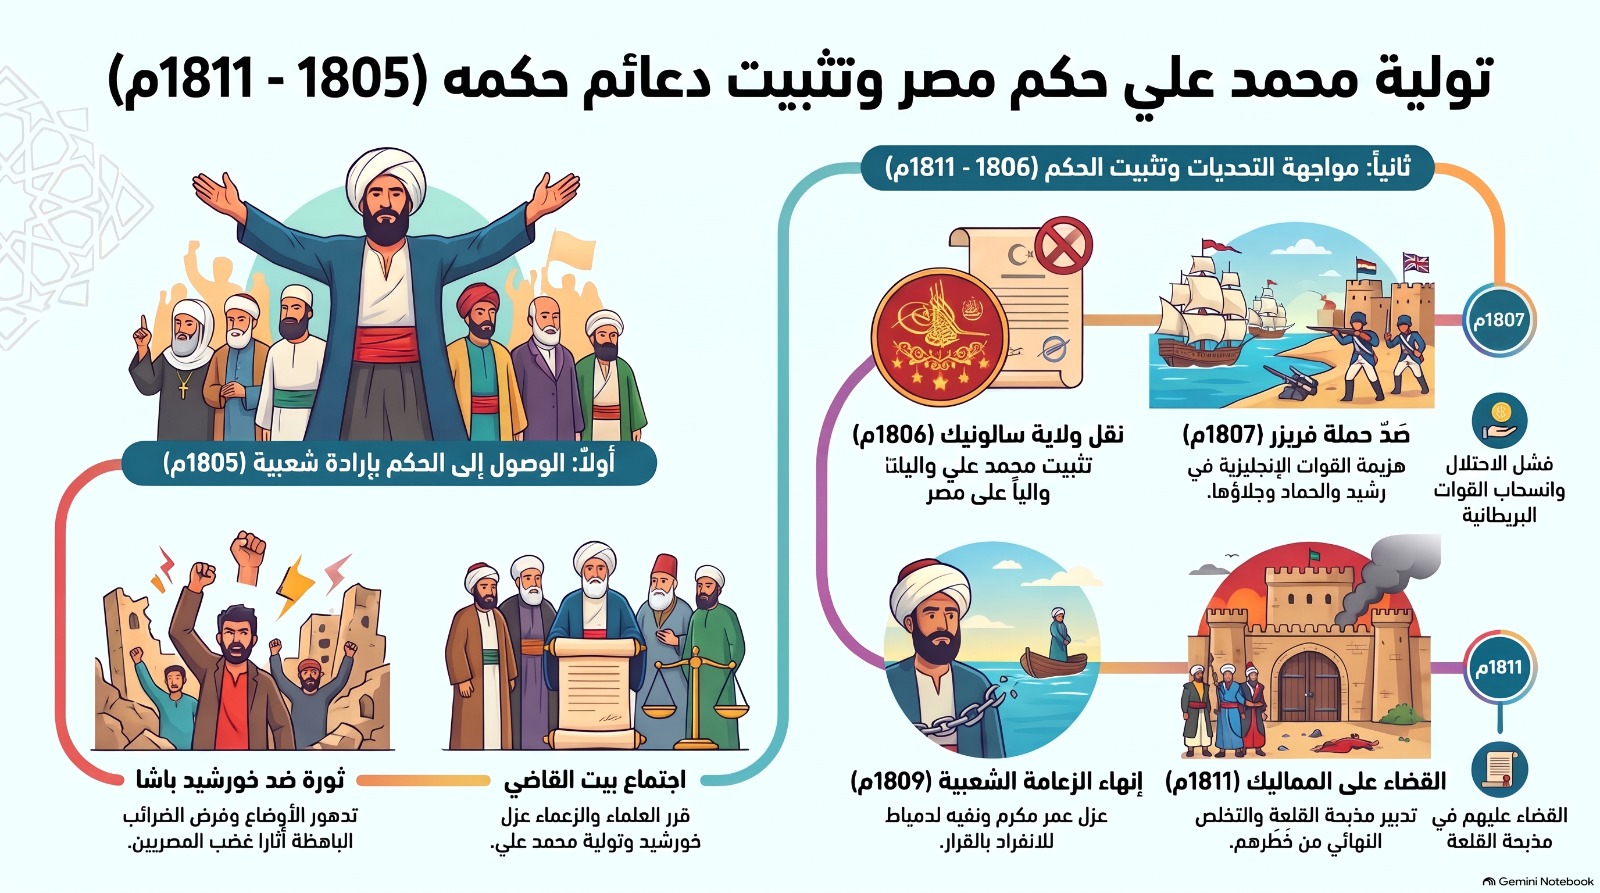 تولية محمد علي حكم مصر وتثبيت دعائم حكمه (1805 - 1811م)
أولاً: الوصول إلى الحكم بإرادة شعبية (1805م)
ثورة ضد خورشيد باشا
تدهور الأوضاع وفرض الضرائب
الباهظة أثارا غضب المصريين.
اجتماع بيت القاضي
قرر العلماء والزعماء عزل
خورشيد وتولية محمد علي.
ثانياً: مواجهة التحديات وتثبيت الحكم (1806 - 1811م)
نقل ولاية سالونيك (1806م)
تثبيت محمد علي
والياً على مصر
1807م
صَدّ حملة فريزر (1807م)
هزيمة القوات الإنجليزية في
رشيد والحماد وجلاؤها.
فشل الاحتلال
وانسحاب القوات
البريطانية
إنهاء الزعامة الشعبية (1809م)
عزل عمر مكرم ونفيه لدمياط
للانفراد بالقرار.
1811م
القضاء على المماليك (1811م)
تدبير مذبحة القلعة والتخلص
النهائي من خَطَرهم.
القضاء عليهم في
مذبحة القلعة
Gemini Notebook